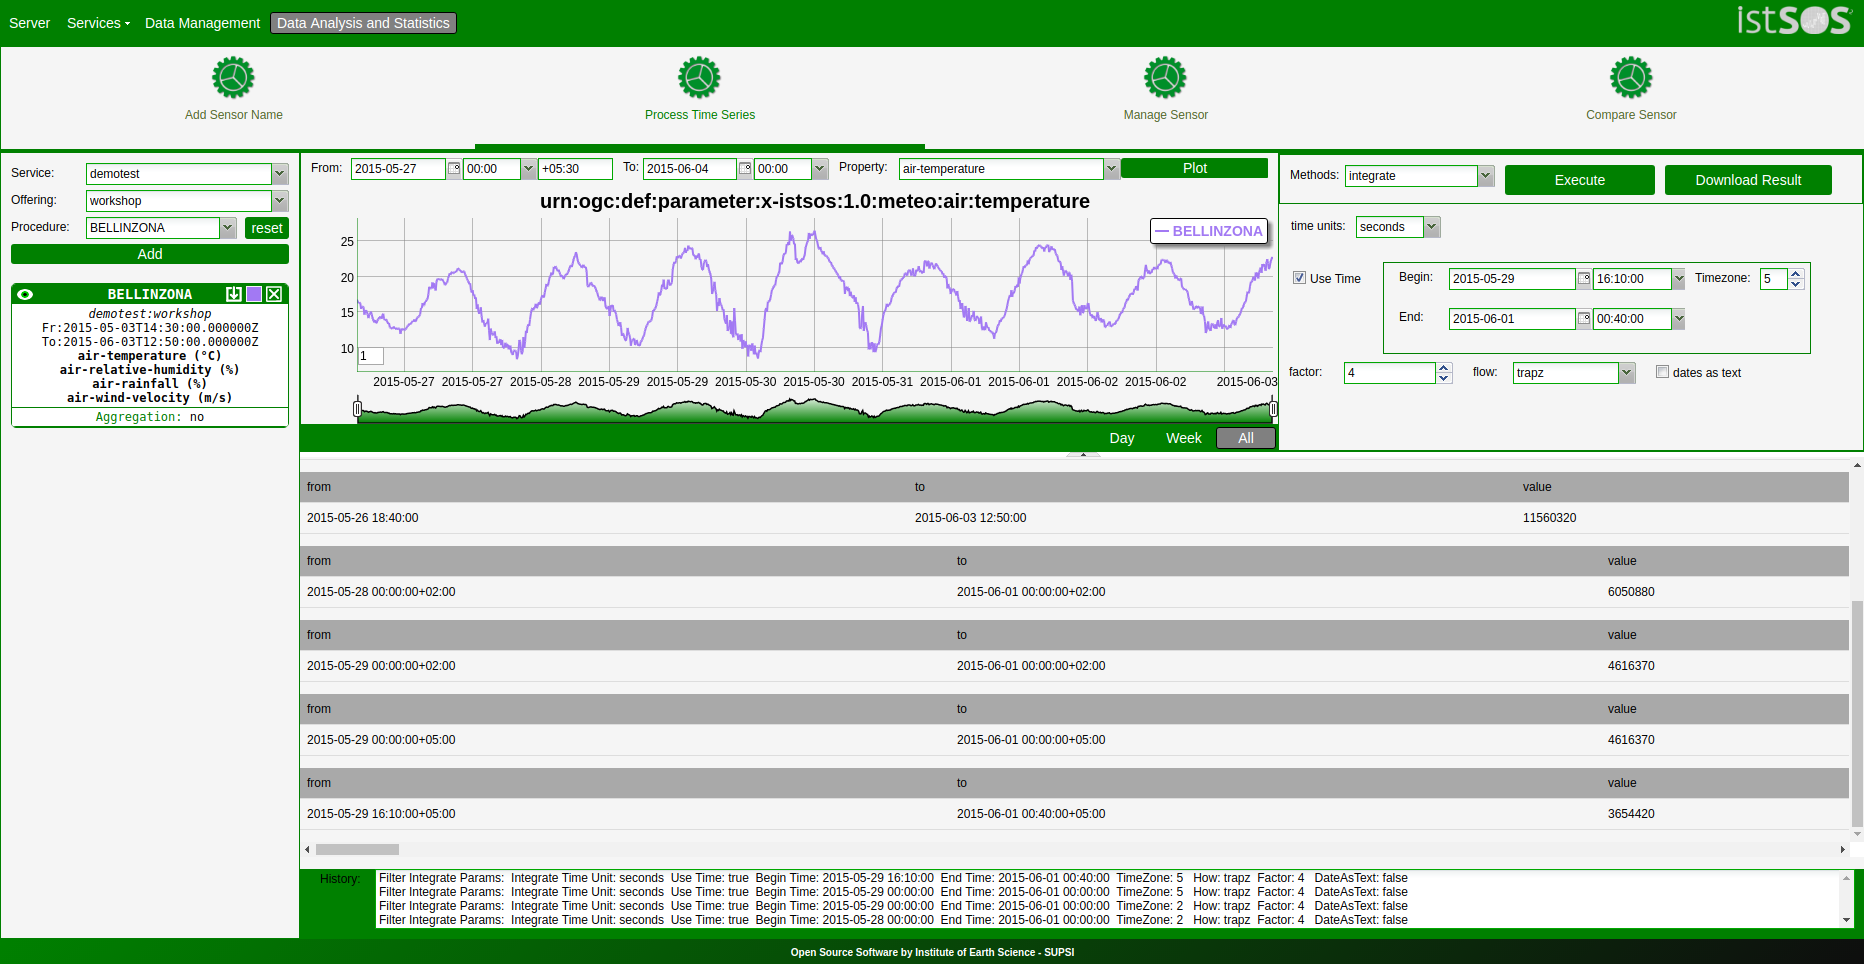 Server Services Data Management Data Analysis and Statistics istSOS
Add Sensor Name Process Time Series Manage Sensor Compare Sensor
Service: demotest
Offering: workshop
Procedure: BELLINZONA reset
Add
BELLINZONA
demotest:workshop
Fr:2015-05-03T14:30:00.000000Z
To:2015-06-03T12:50:00.000000Z
air-temperature (°C)
air-relative-humidity (%)
air-rainfall (%)
air-wind-velocity (m/s)
Aggregation: no
From: 2015-05-27 00:00 +05:30 To: 2015-06-04 00:00 Property: air-temperature Plot
urn:ogc:def:parameter:x-istsos:1.0:meteo:air:temperature
BELLINZONA
25
20
15
10
1
2015-05-27 2015-05-27 2015-05-28 2015-05-29 2015-05-29 2015-05-30 2015-05-30 2015-05-31 2015-06-01 2015-06-01 2015-06-02 2015-06-02 2015-06-03
Day Week All
Methods: integrate Execute Download Result
time units: seconds
Use Time Begin: 2015-05-29 16:10:00 Timezone: 5
End: 2015-06-01 00:40:00
factor: 4 flow: trapz dates as text
from to value
2015-05-26 18:40:00 2015-06-03 12:50:00 11560320
from to value
2015-05-28 00:00:00+02:00 2015-06-01 00:00:00+02:00 6050880
from to value
2015-05-29 00:00:00+02:00 2015-06-01 00:00:00+02:00 4616370
from to value
2015-05-29 00:00:00+05:00 2015-06-01 00:00:00+05:00 4616370
from to value
2015-05-29 16:10:00+05:00 2015-06-01 00:40:00+05:00 3654420
History: Filter Integrate Params: Integrate Time Unit: seconds Use Time: true Begin Time: 2015-05-29 16:10:00 End Time: 2015-06-01 00:40:00 TimeZone: 5 How: trapz Factor: 4 DateAsText: false
Filter Integrate Params: Integrate Time Unit: seconds Use Time: true Begin Time: 2015-05-29 00:00:00 End Time: 2015-06-01 00:00:00 TimeZone: 5 How: trapz Factor: 4 DateAsText: false
Filter Integrate Params: Integrate Time Unit: seconds Use Time: true Begin Time: 2015-05-29 00:00:00 End Time: 2015-06-01 00:00:00 TimeZone: 2 How: trapz Factor: 4 DateAsText: false
Filter Integrate Params: Integrate Time Unit: seconds Use Time: true Begin Time: 2015-05-28 00:00:00 End Time: 2015-06-01 00:00:00 TimeZone: 2 How: trapz Factor: 4 DateAsText: false
Open Source Software by Institute of Earth Science - SUPSI